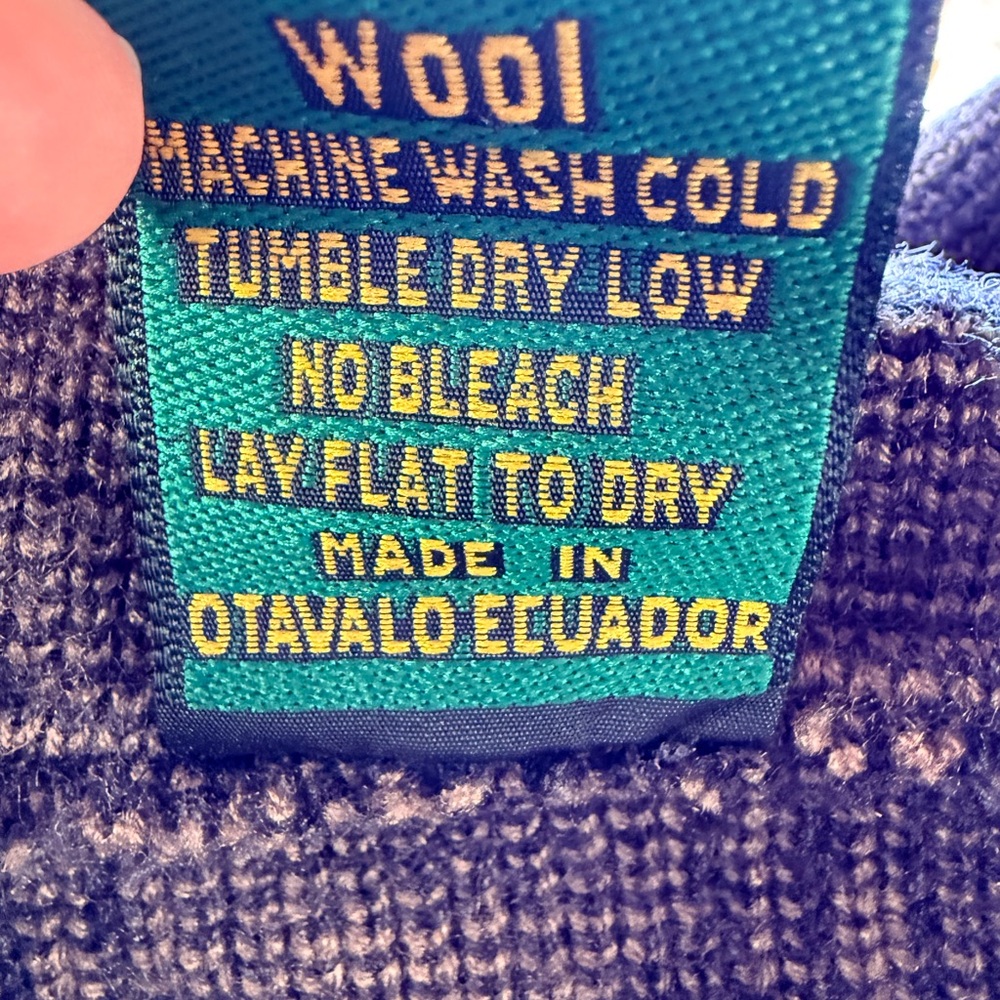 Wool
MACHINE WASH COLD
TUMBLE DRY LOW
NO BLEACH
LAY FLAT TO DRY
MADE IN
OTAVALO ECUADOR